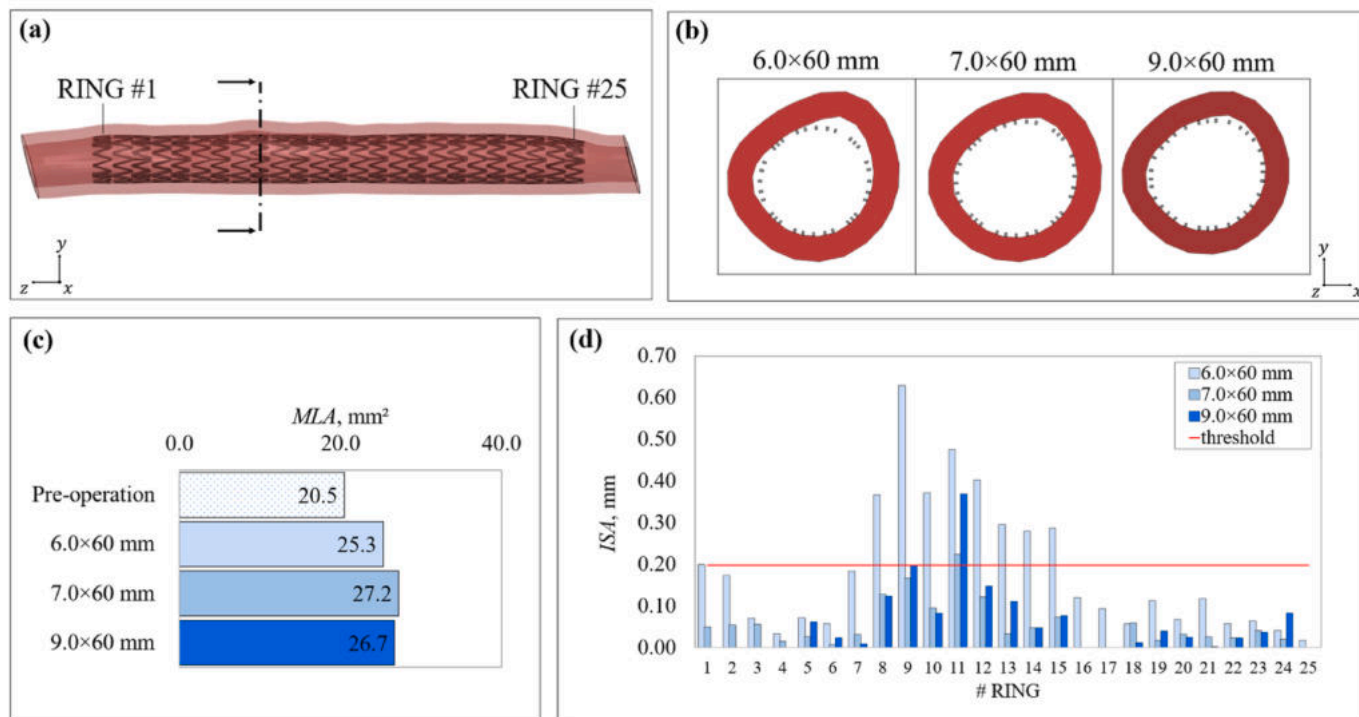 (a)
RING #1
RING #25
y
z
x
(b)
6.0×60 mm
7.0×60 mm
9.0×60 mm
y
z
x
(c)
MLA, mm²
0.0
20.0
40.0
Pre-operation
20.5
6.0×60 mm
25.3
7.0×60 mm
27.2
9.0×60 mm
26.7
(d)
0.70
0.60
0.50
0.40
0.30
0.20
0.10
0.00
ISA, mm
6.0×60 mm
7.0×60 mm
9.0×60 mm
threshold
1 2 3 4 5 6 7 8 9 10 11 12 13 14 15 16 17 18 19 20 21 22 23 24 25
# RING